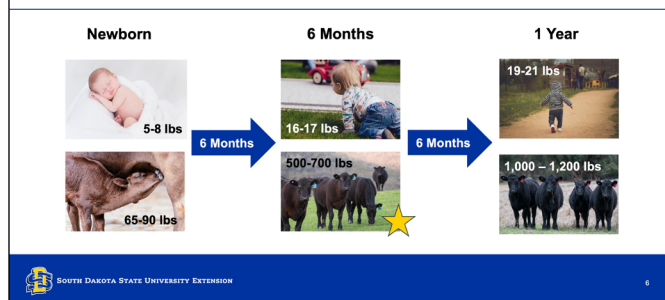 Newborn
6 Months
1 Year
5-8 lbs
16-17 lbs
19-21 lbs
6 Months
6 Months
65-90 lbs
500-700 lbs
1,000 – 1,200 lbs
SOUTH DAKOTA STATE UNIVERSITY EXTENSION
6